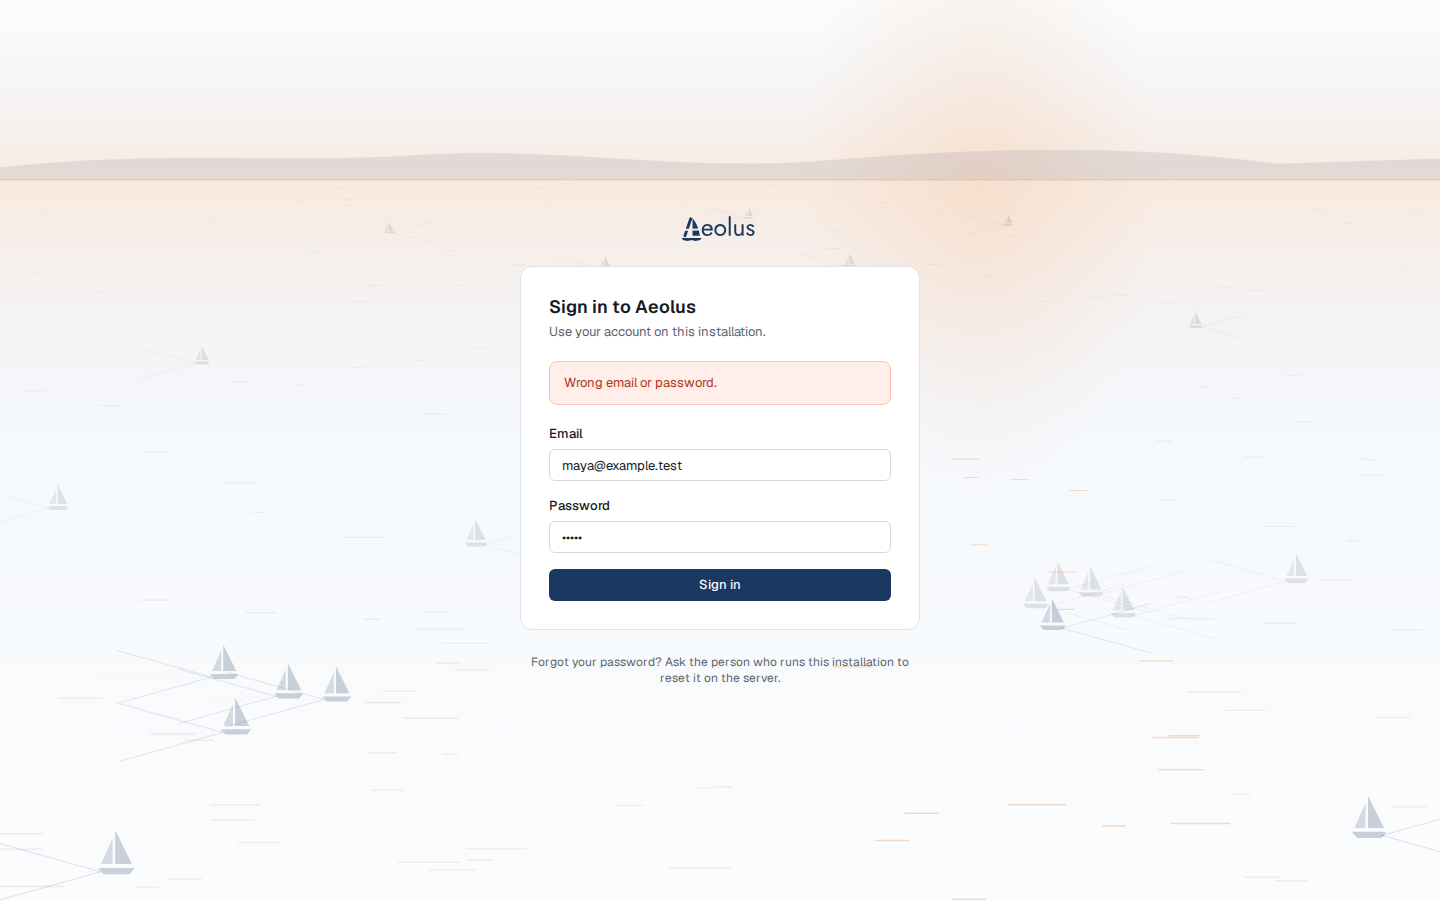 Aeolus
Sign in to Aeolus
Use your account on this installation.
Wrong email or password.
Email
maya@example.test
Password
•••••
Sign in
Forgot your password? Ask the person who runs this installation to
reset it on the server.